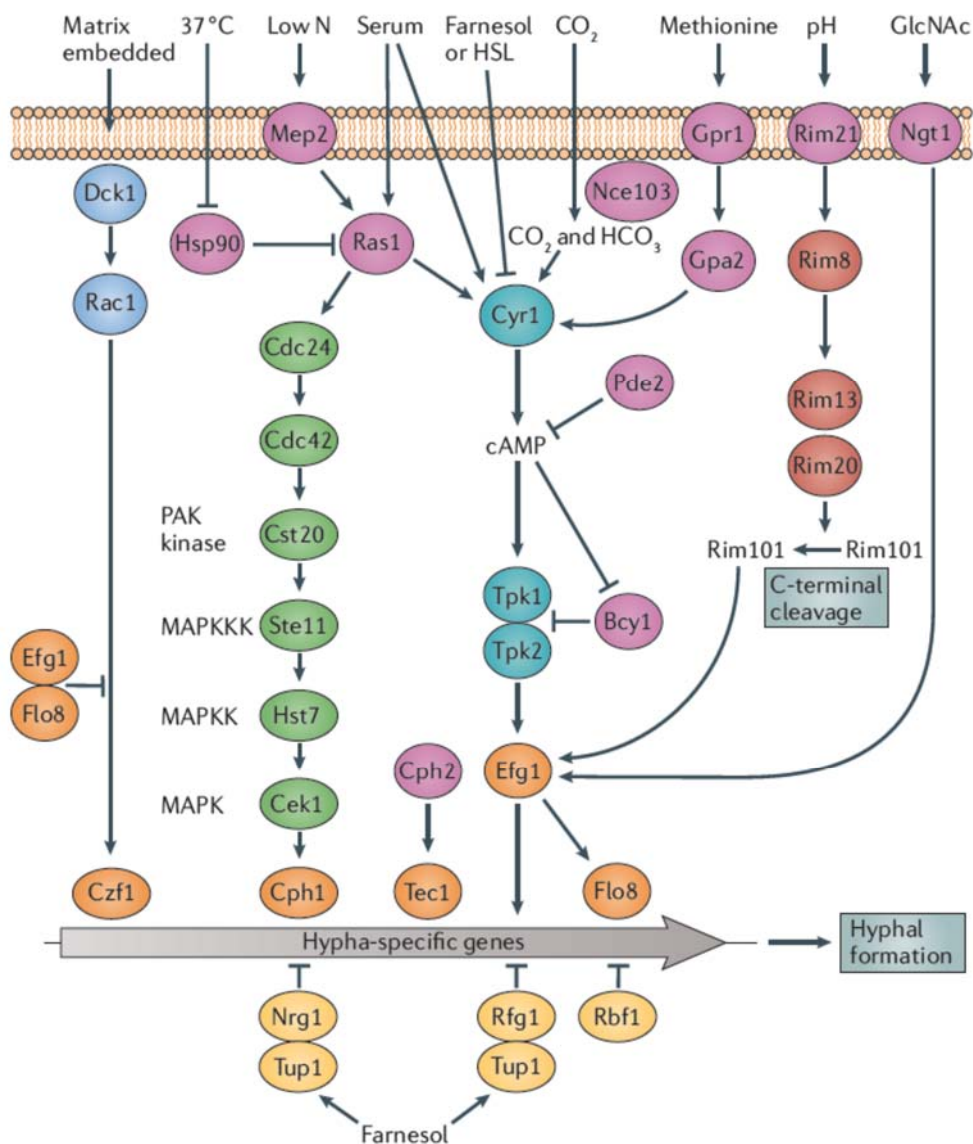 Matrix
embedded
37°C
Low N
Serum
Farnesol
or HSL
CO2
Methionine
pH
GlcNAc
Mep2
Gpr1
Rim21
Ngt1
Dck1
Nce103
Hsp90
Ras1
CO2 and HCO3
Gpa2
Rim8
Rac1
Cyr1
Cdc24
Pde2
Rim13
Cdc42
cAMP
Rim20
PAK
kinase
Cst20
Rim101
Rim101
C-terminal
cleavage
Tpk1
Bcy1
MAPKKK
Ste11
Tpk2
Efg1
Flo8
MAPKK
Hst7
Cph2
Efg1
MAPK
Cek1
Czf1
Cph1
Tec1
Flo8
Hypha-specific genes
Hyphal
formation
Nrg1
Rfg1
Rbf1
Tup1
Tup1
Farnesol